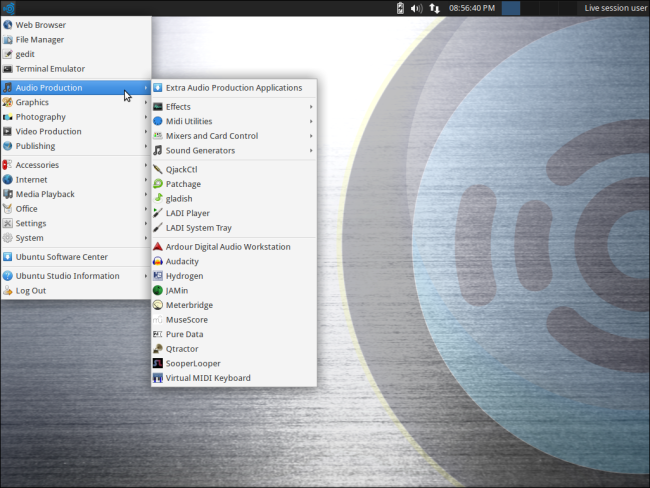 08:56:40 PM
Live session user
Web Browser
File Manager
gedit
Terminal Emulator
Audio Production
Graphics
Photography
Video Production
Publishing
Accessories
Internet
Media Playback
Office
Settings
System
Ubuntu Software Center
Ubuntu Studio Information
Log Out
Extra Audio Production Applications
Effects
Midi Utilities
Mixers and Card Control
Sound Generators
QjackCtl
Patchage
gladish
LADI Player
LADI System Tray
Ardour Digital Audio Workstation
Audacity
Hydrogen
JAMin
Meterbridge
MuseScore
Pure Data
Qtractor
SooperLooper
Virtual MIDI Keyboard